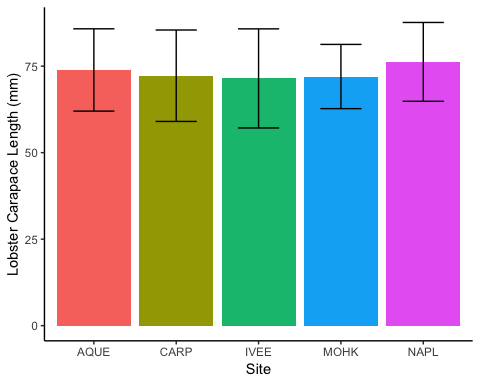 Lobster Carapace Length (mm)
75
50
25
0
AQUE CARP IVEE MOHK NAPL
Site